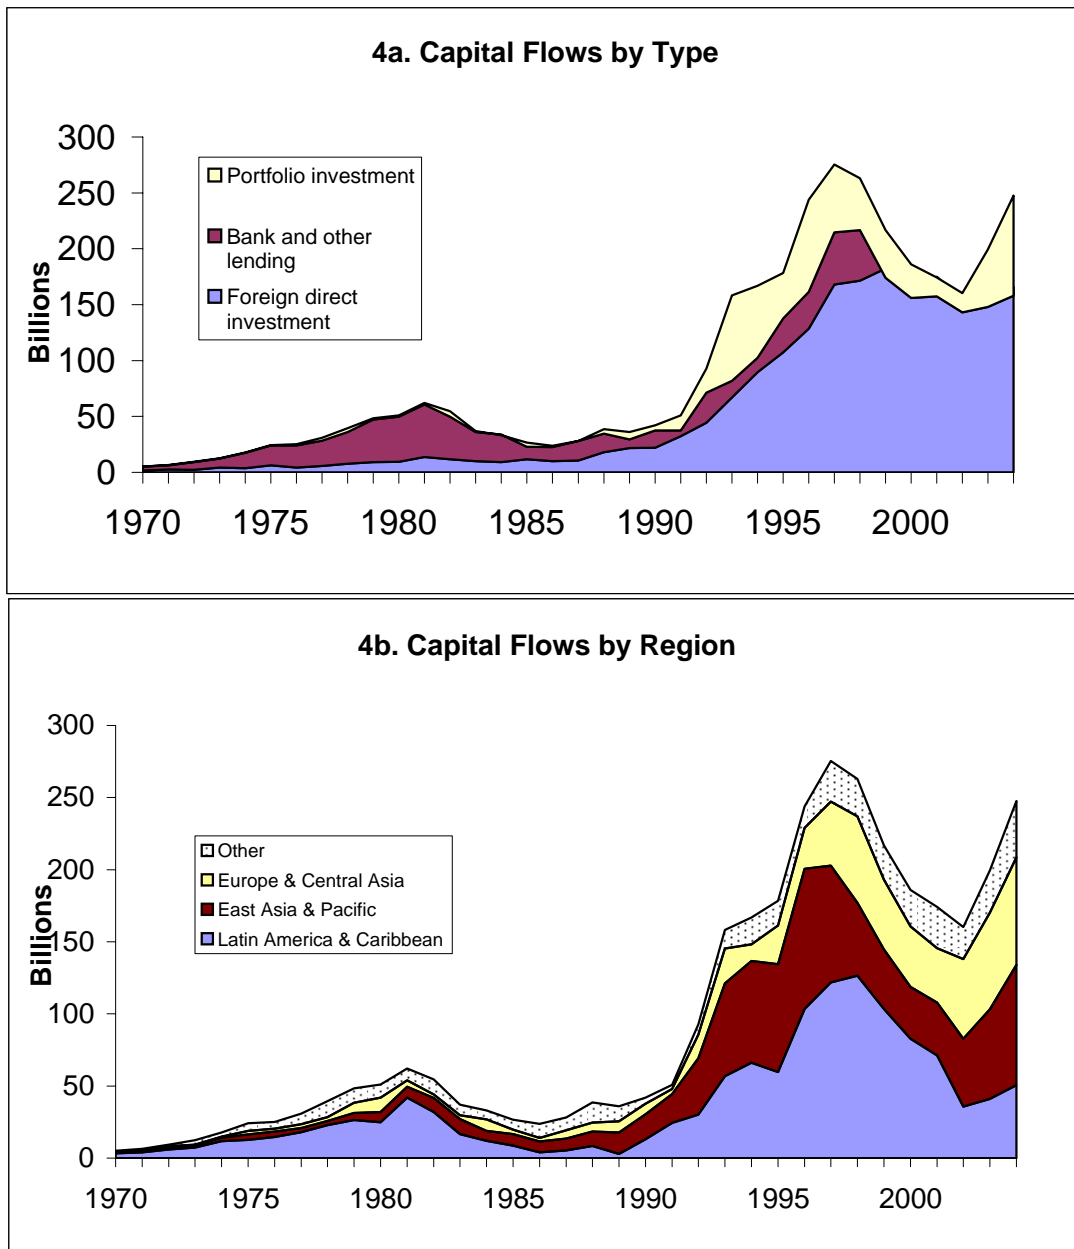 4a. Capital Flows by Type
300
250
200
150
100
50
0
Billions
Portfolio investment
Bank and other
lending
Foreign direct
investment
1970 1975 1980 1985 1990 1995 2000
4b. Capital Flows by Region
300
250
200
150
100
50
0
Billions
Other
Europe & Central Asia
East Asia & Pacific
Latin America & Caribbean
1970 1975 1980 1985 1990 1995 2000